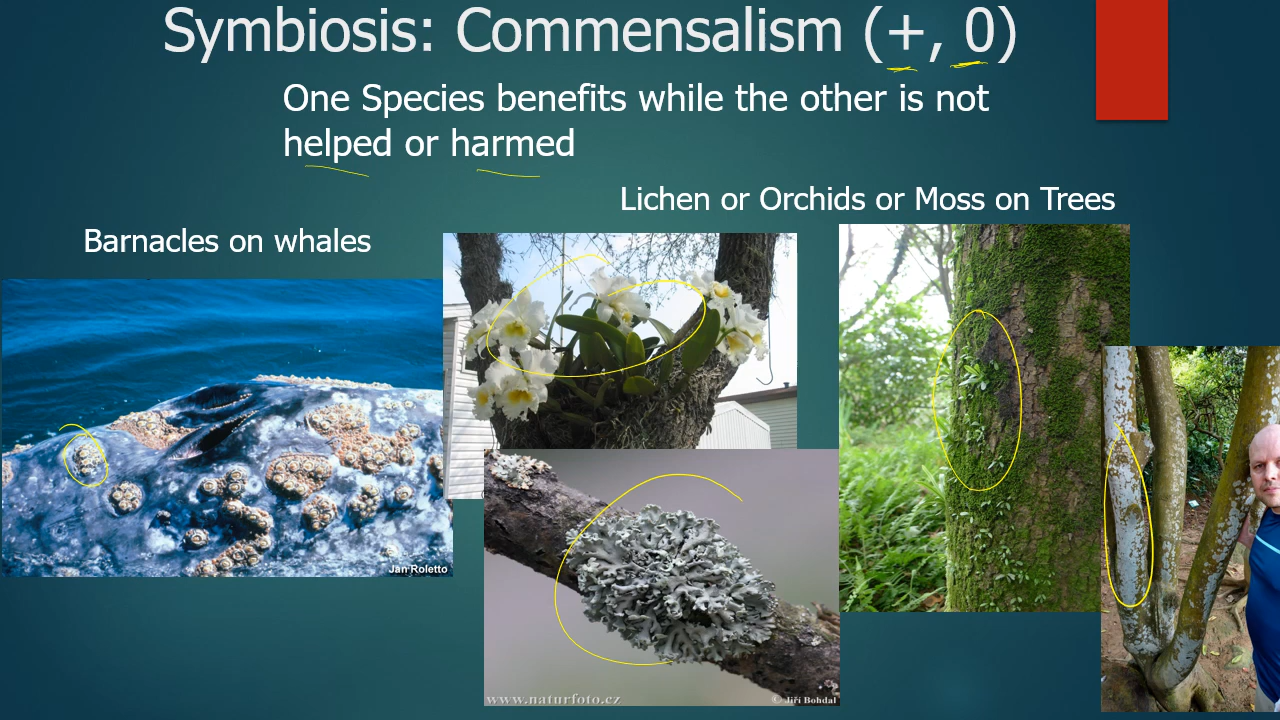 Symbiosis: Commensalism (+, 0)
One Species benefits while the other is not
helped or harmed
Lichen or Orchids or Moss on Trees
Barnacles on whales
Jan Roletto
www.naturfoto.cz
© Jiří Bohdal